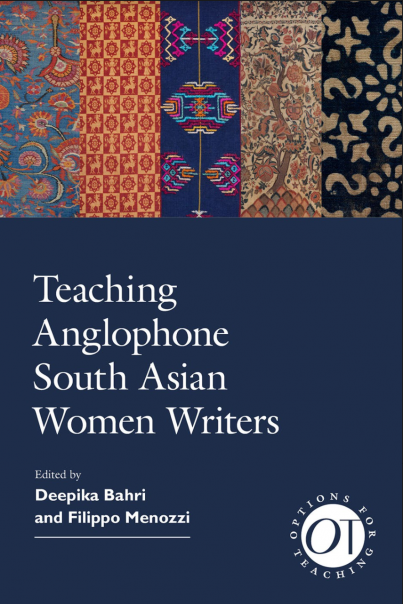 Teaching
Anglophone
South Asian
Women Writers
Edited by
Deepika Bahri
and Filippo Menozzi
OPTIONS FOR
OT
TEACHING